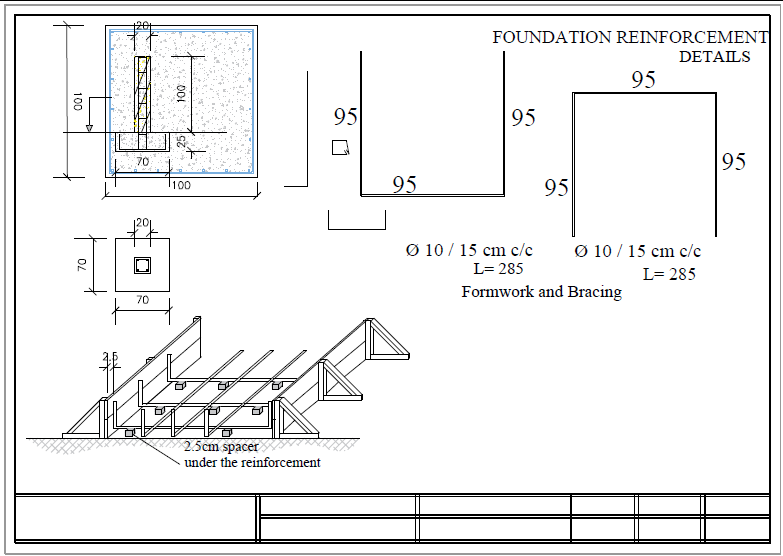 FOUNDATION REINFORCEMENT
DETAILS
20
100
100
25
70
100
95
95
95
95
95
95
Ø 10 / 15 cm c/c
L= 285
Ø 10 / 15 cm c/c
L= 285
Formwork and Bracing
20
70
70
2.5
2.5cm spacer
under the reinforcement